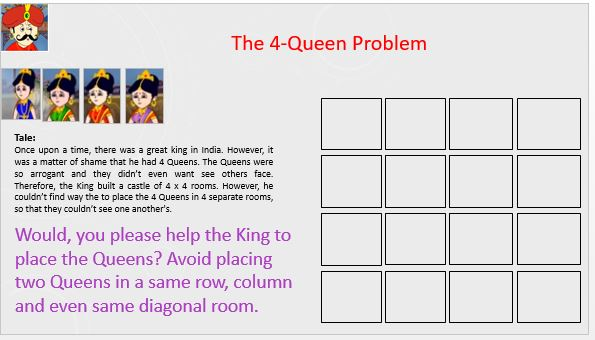 The 4-Queen Problem
Tale:
Once upon a time, there was a great king in India. However, it
was a matter of shame that he had 4 Queens. The Queens were
so arrogant and they didn't even want see others face.
Therefore, the King built a castle of 4 x 4 rooms. However, he
couldn't find way the to place the 4 Queens in 4 separate rooms,
so that they couldn't see one another's.
Would, you please help the King to
place the Queens? Avoid placing
two Queens in a same row, column
and even same diagonal room.